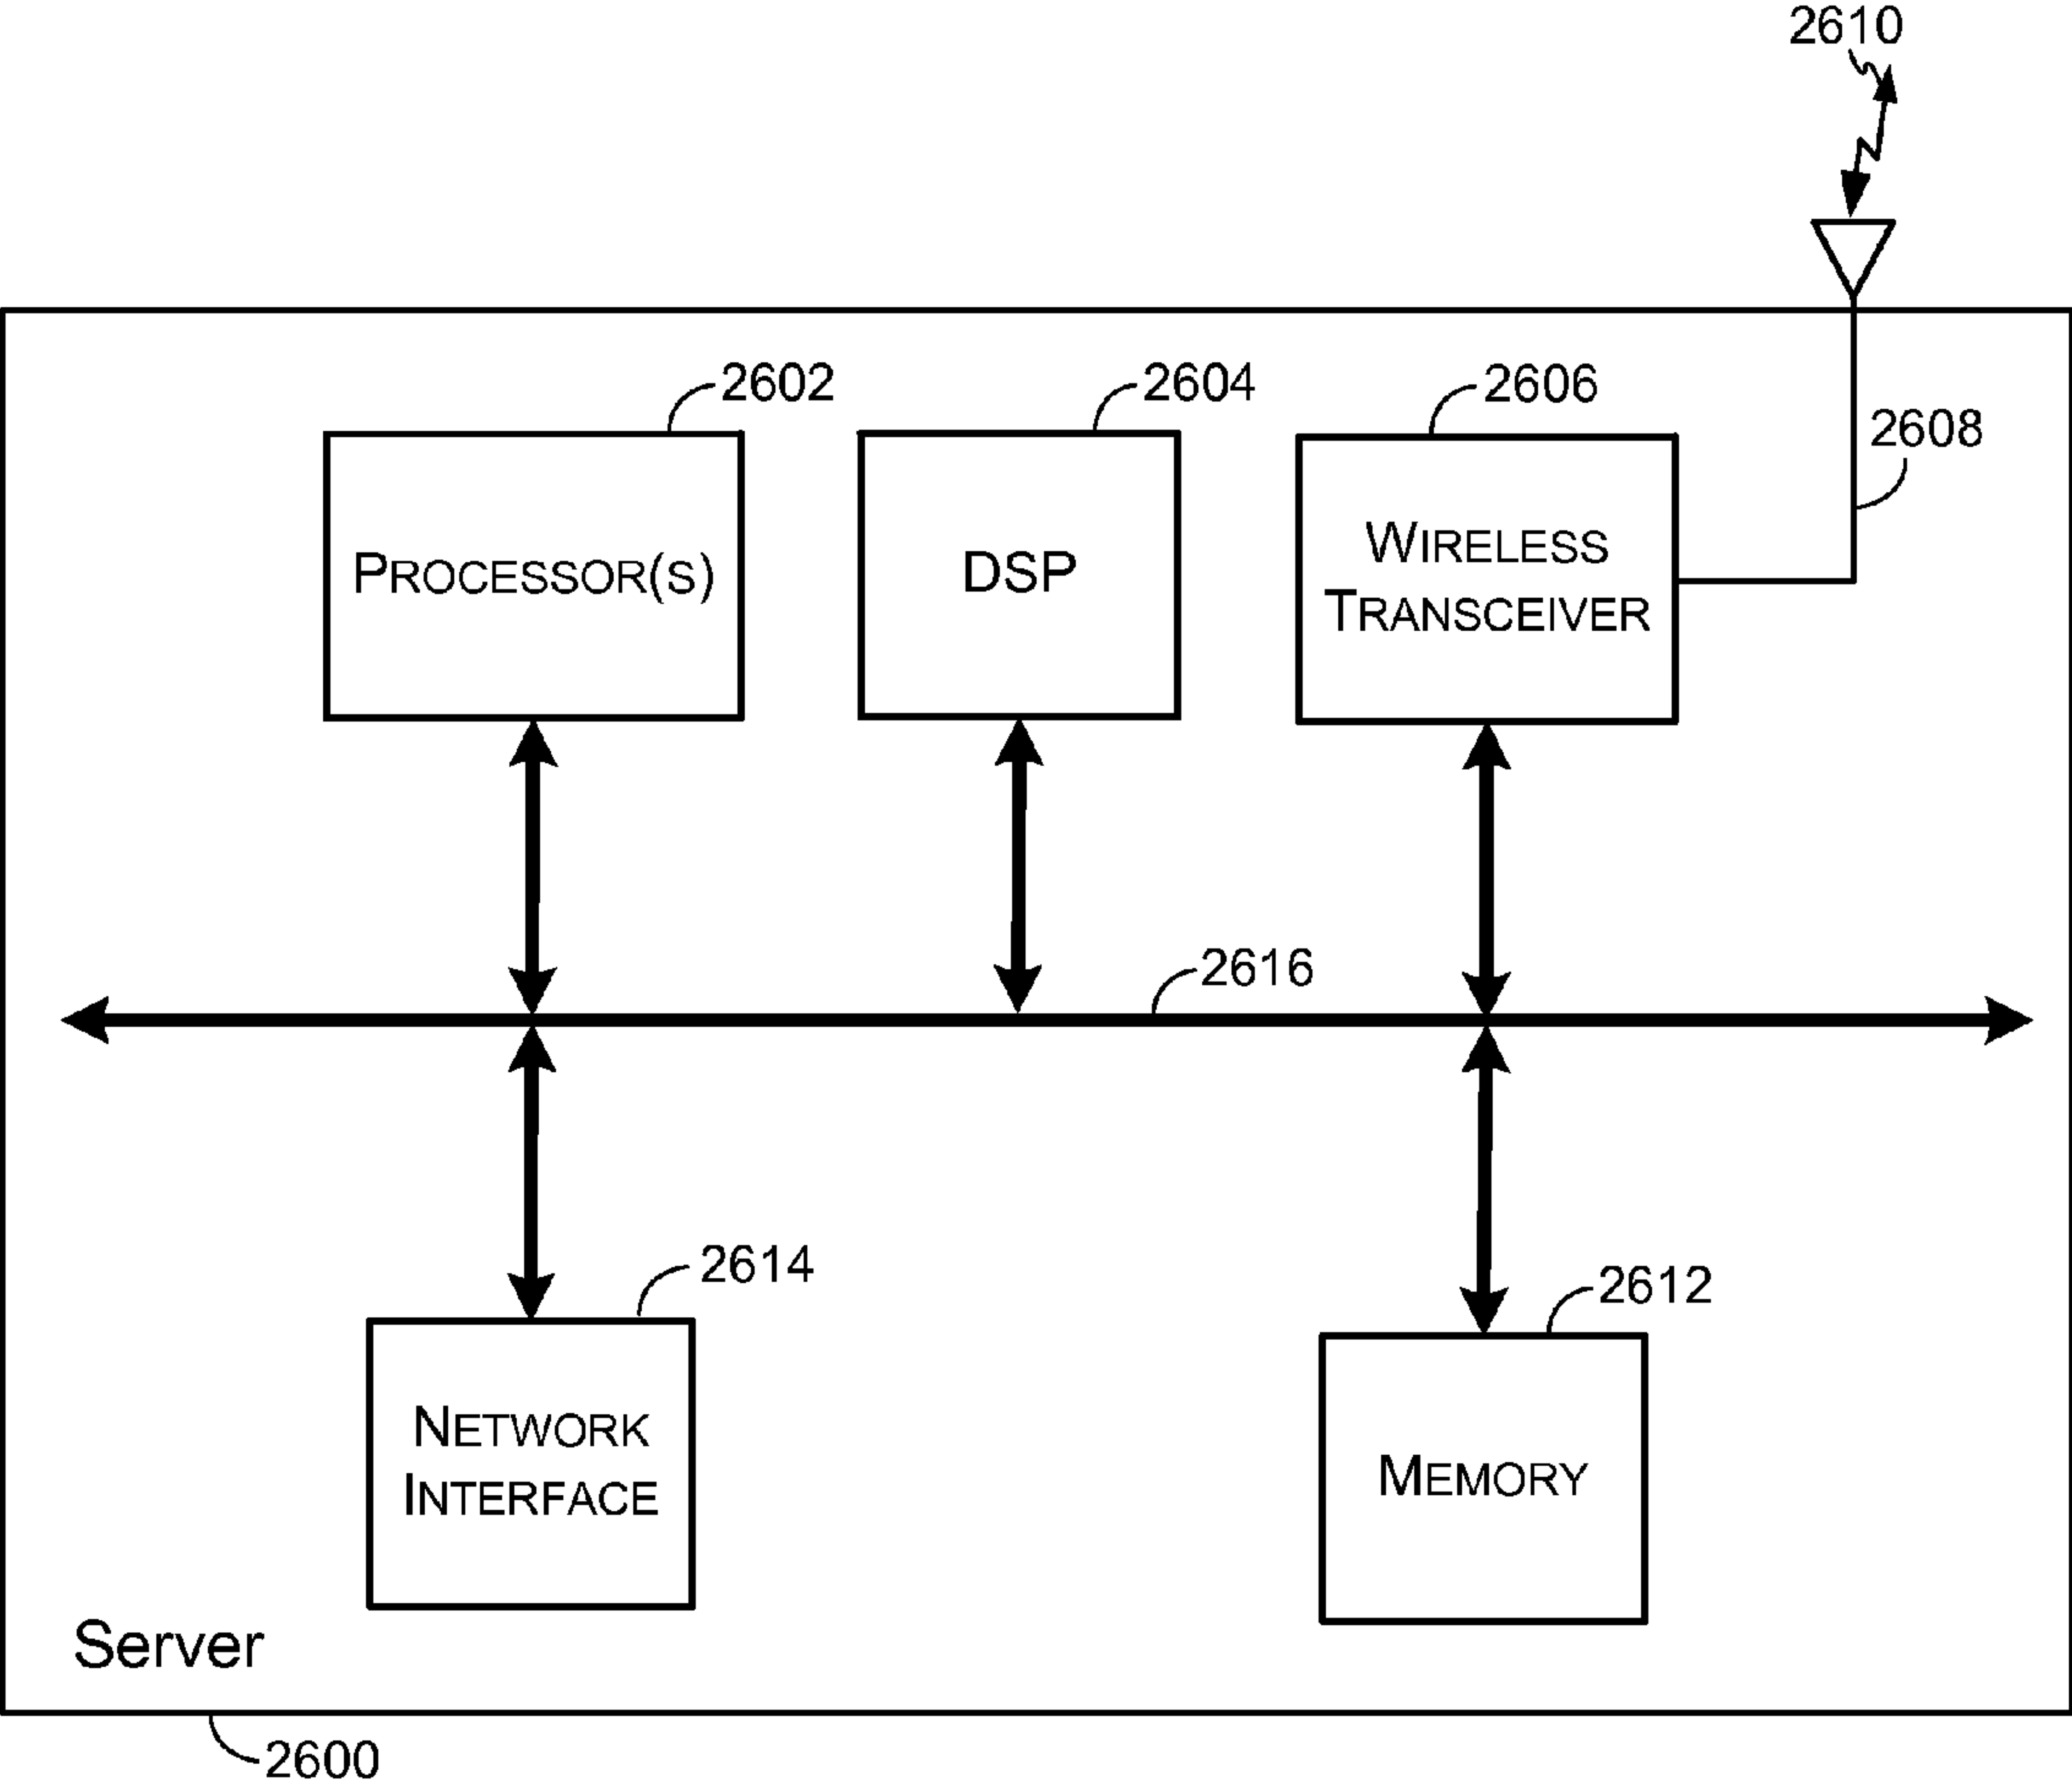 2610
2602
2604
2606
2608
PROCESSOR(S)
DSP
WIRELESS
TRANSCEIVER
2616
2614
2612
NETWORK
INTERFACE
MEMORY
Server
2600